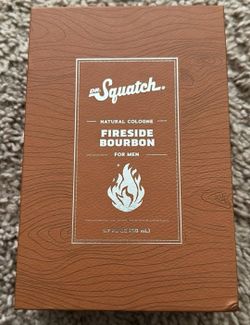 DR. Squatch.
NATURAL COLOGNE
FIRESIDE
BOURBON
FOR MEN